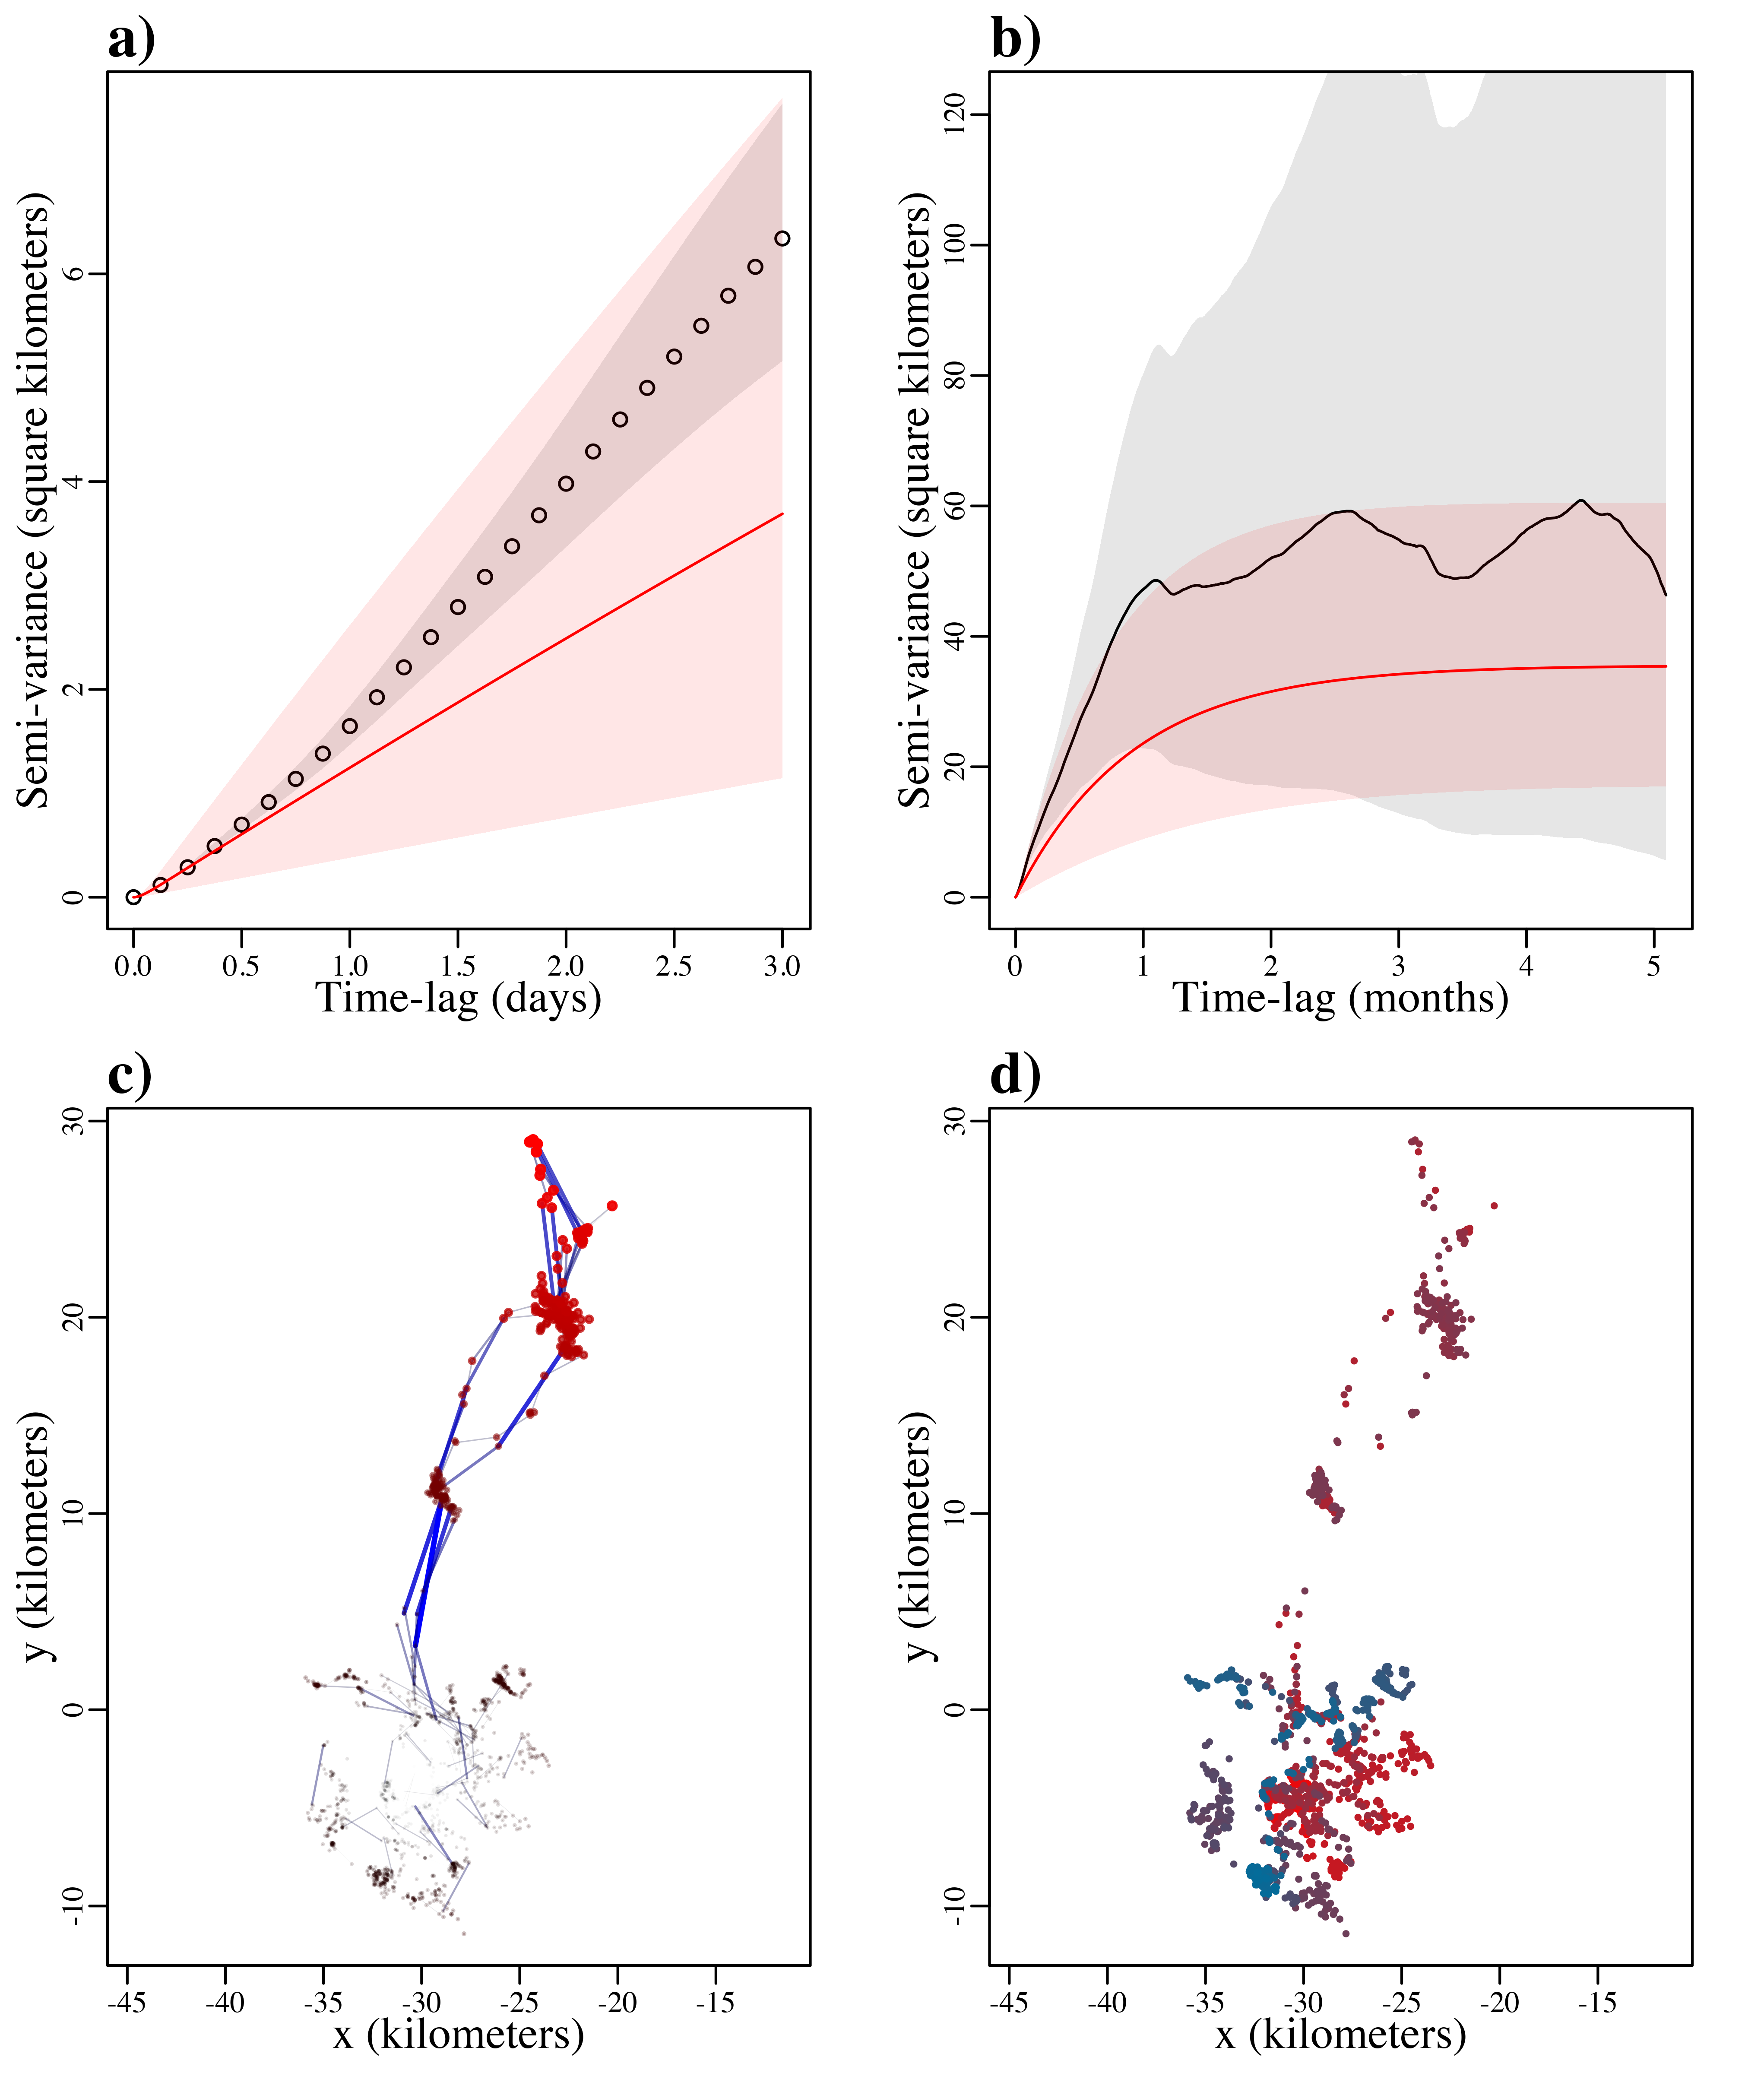 a)
Semi-variance (square kilometers)
0 2 4 6
0.0 0.5 1.0 1.5 2.0 2.5 3.0
Time-lag (days)
b)
Semi-variance (square kilometers)
0 20 40 60 80 100 120
0 1 2 3 4 5
Time-lag (months)
c)
y (kilometers)
-10 0 10 20 30
-45 -40 -35 -30 -25 -20 -15
x (kilometers)
d)
y (kilometers)
-10 0 10 20 30
-45 -40 -35 -30 -25 -20 -15
x (kilometers)